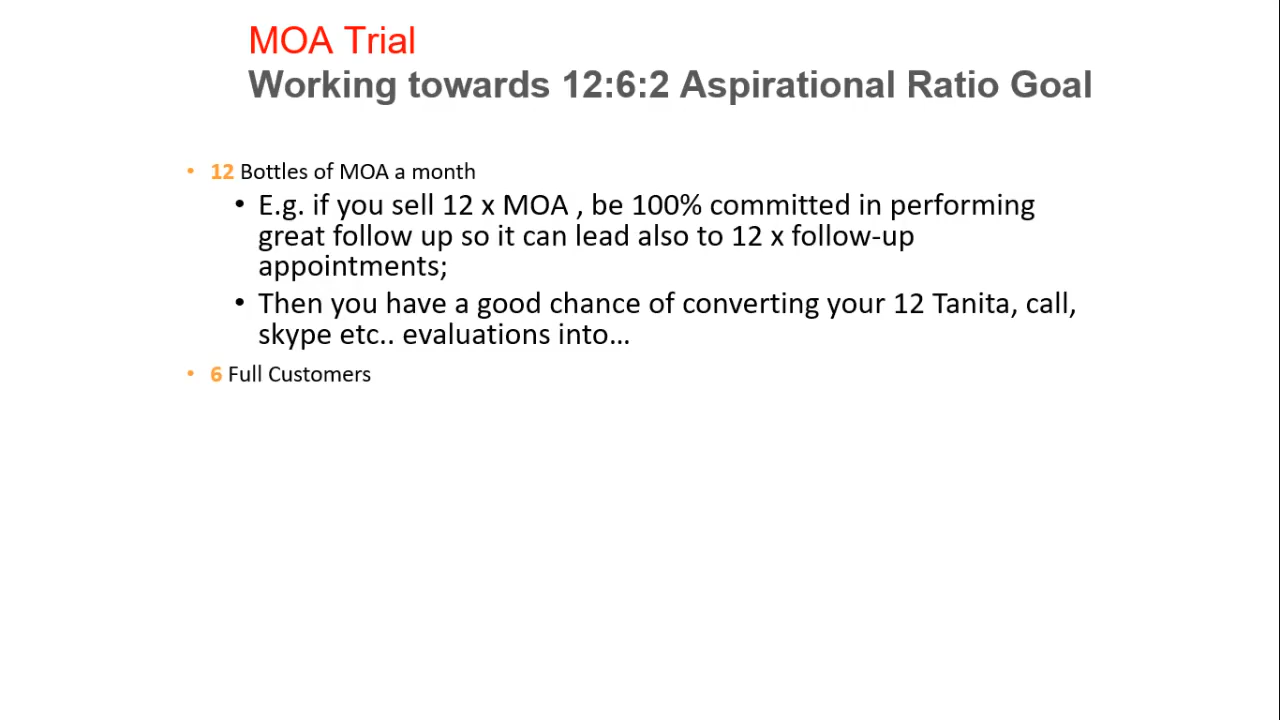 MOA Trial
Working towards 12:6:2 Aspirational Ratio Goal
• 12 Bottles of MOA a month
• E.g. if you sell 12 x MOA , be 100% committed in performing
great follow up so it can lead also to 12 x follow-up
appointments;
• Then you have a good chance of converting your 12 Tanita, call,
skype etc.. evaluations into…
• 6 Full Customers